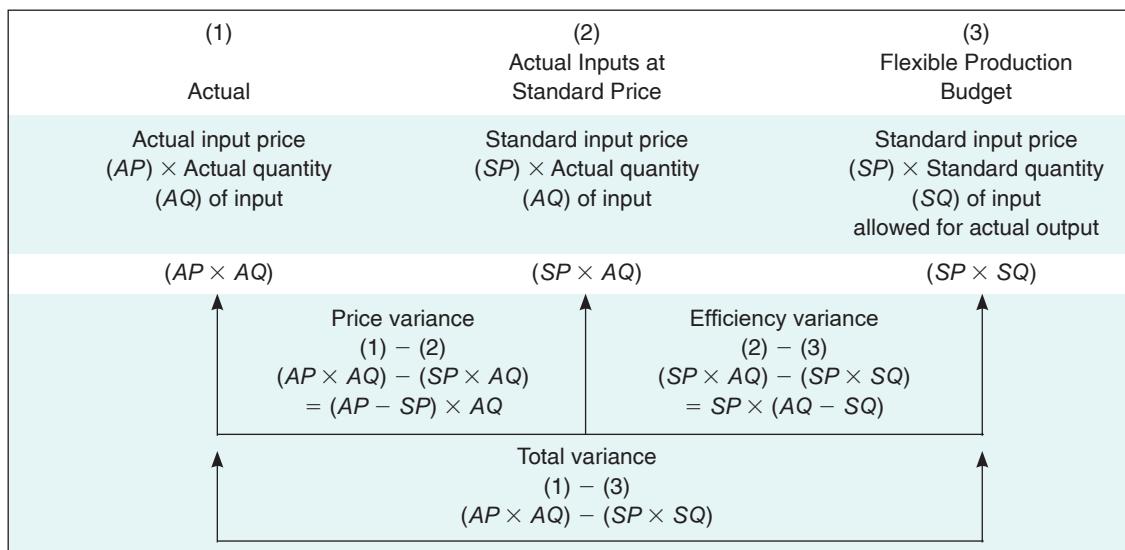 (1)
Actual
(2)
Actual Inputs at
Standard Price
(3)
Flexible Production
Budget
Actual input price
(AP) × Actual quantity
(AQ) of input
Standard input price
(SP) × Actual quantity
(AQ) of input
Standard input price
(SP) × Standard quantity
(SQ) of input
allowed for actual output
(AP × AQ)
(SP × AQ)
(SP × SQ)
Price variance
(1) − (2)
(AP × AQ) − (SP × AQ)
= (AP − SP) × AQ
Efficiency variance
(2) − (3)
(SP × AQ) − (SP × SQ)
= SP × (AQ − SQ)
Total variance
(1) − (3)
(AP × AQ) − (SP × SQ)